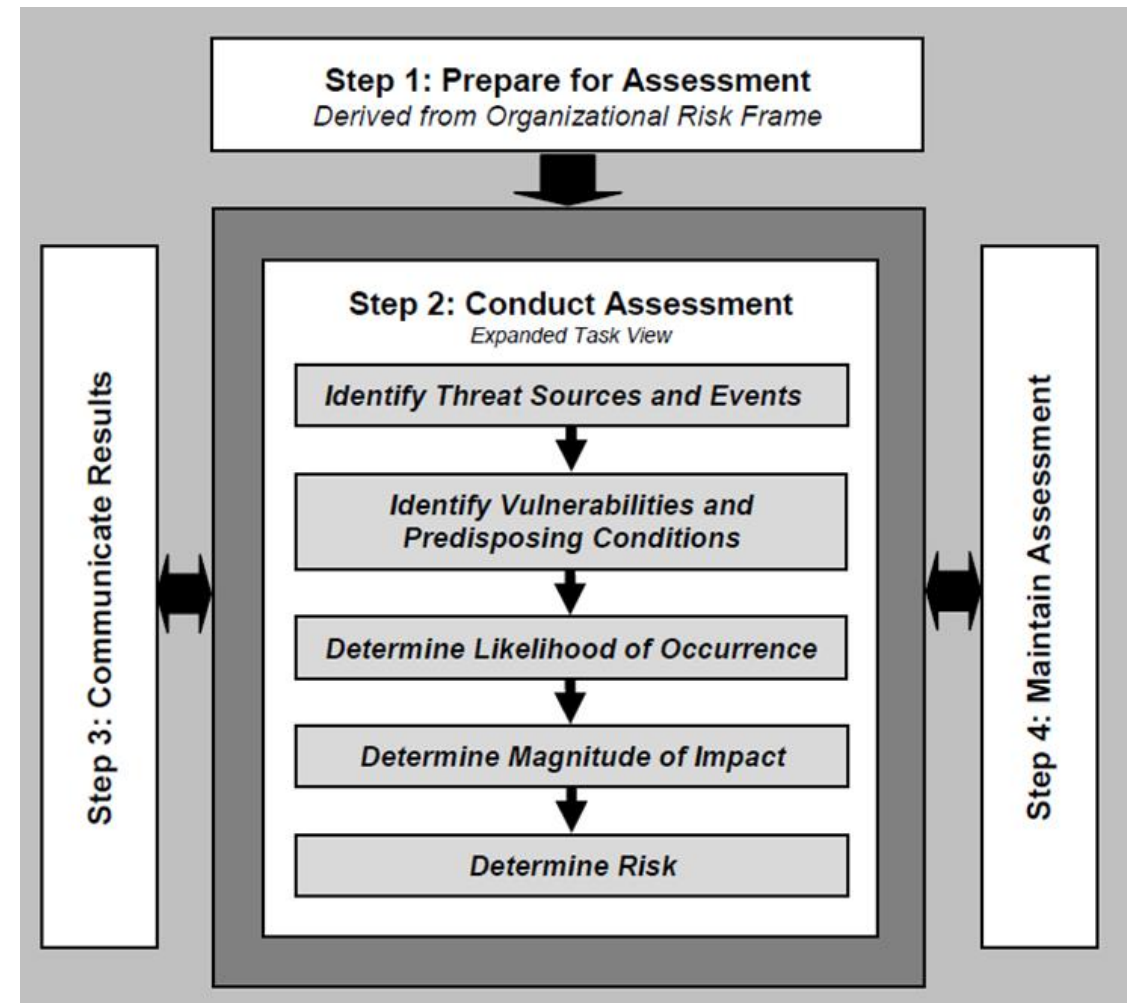 Step 1: Prepare for Assessment
Derived from Organizational Risk Frame
Step 2: Conduct Assessment
Expanded Task View
Identify Threat Sources and Events
Identify Vulnerabilities and
Predisposing Conditions
Determine Likelihood of Occurrence
Determine Magnitude of Impact
Determine Risk
Step 3: Communicate Results
Step 4: Maintain Assessment